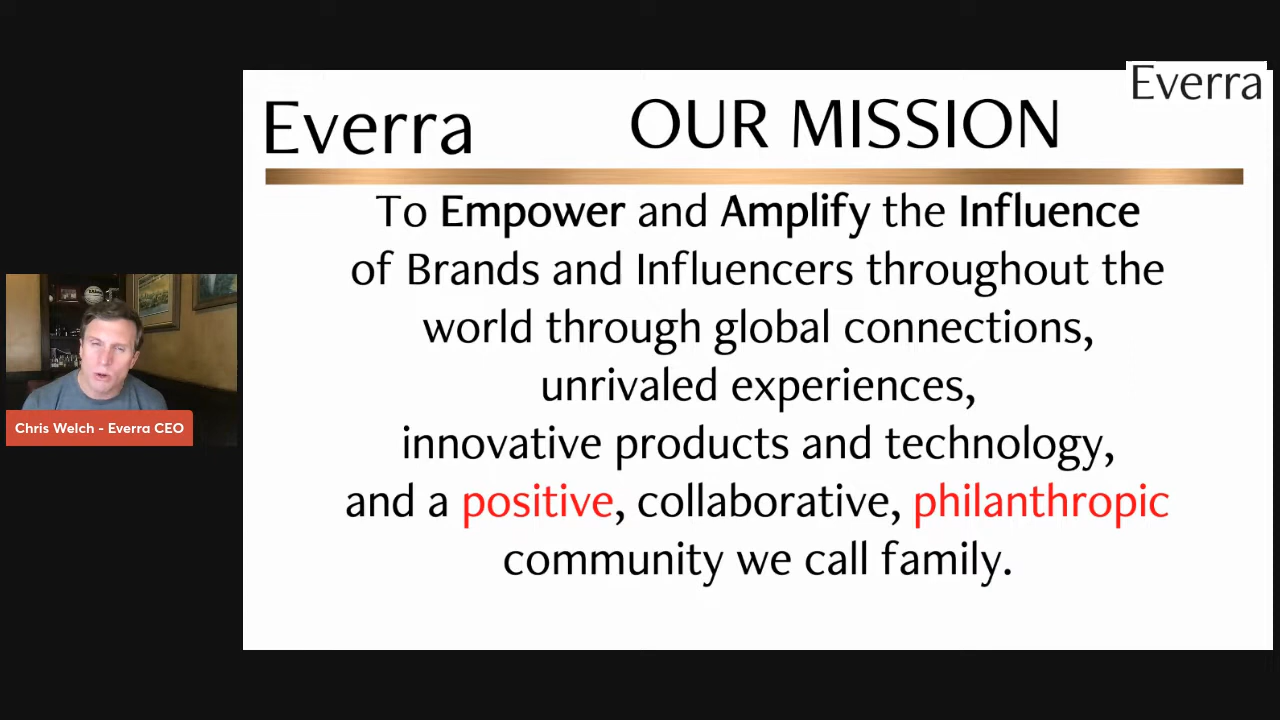 Everra
Everra
OUR MISSION
To Empower and Amplify the Influence
of Brands and Influencers throughout the
world through global connections,
unrivaled experiences,
innovative products and technology,
and a positive, collaborative, philanthropic
community we call family.
Chris Welch - Everra CEO